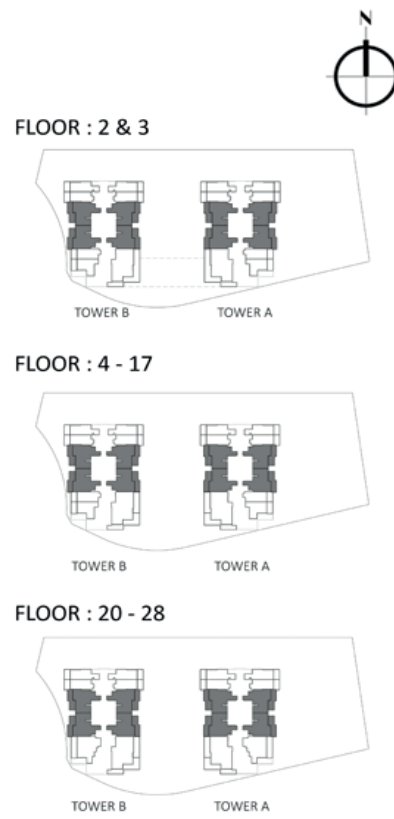 N
FLOOR : 2 & 3
TOWER B TOWER A
FLOOR : 4 - 17
TOWER B TOWER A
FLOOR : 20 - 28
TOWER B TOWER A